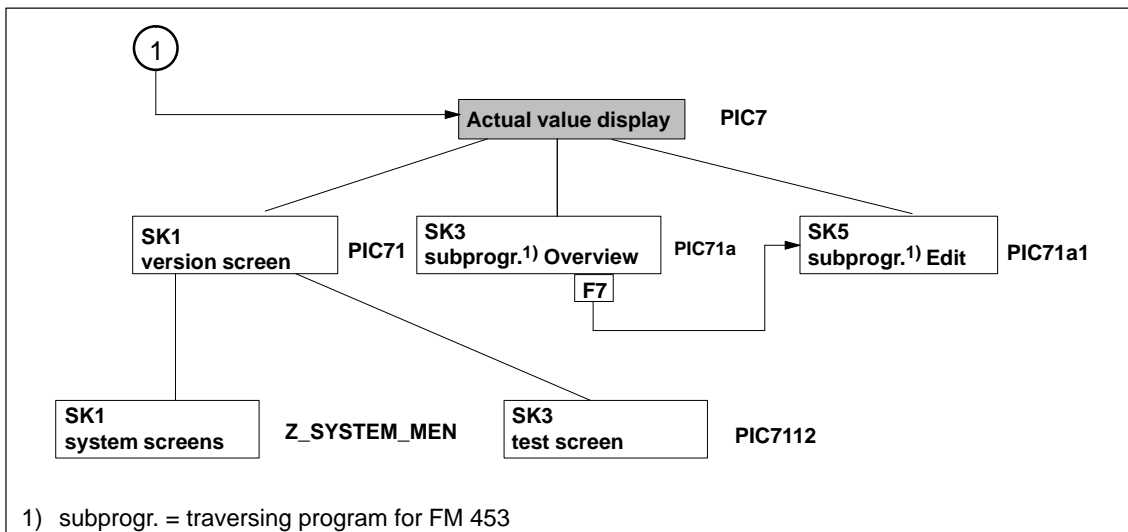 1
Actual value display
PIC7
SK1
version screen
PIC71
SK3
subprogr.1) Overview
PIC71a
F7
SK5
subprogr.1) Edit
PIC71a1
SK1
system screens
Z_SYSTEM_MEN
SK3
test screen
PIC7112
1) subprogr. = traversing program for FM 453